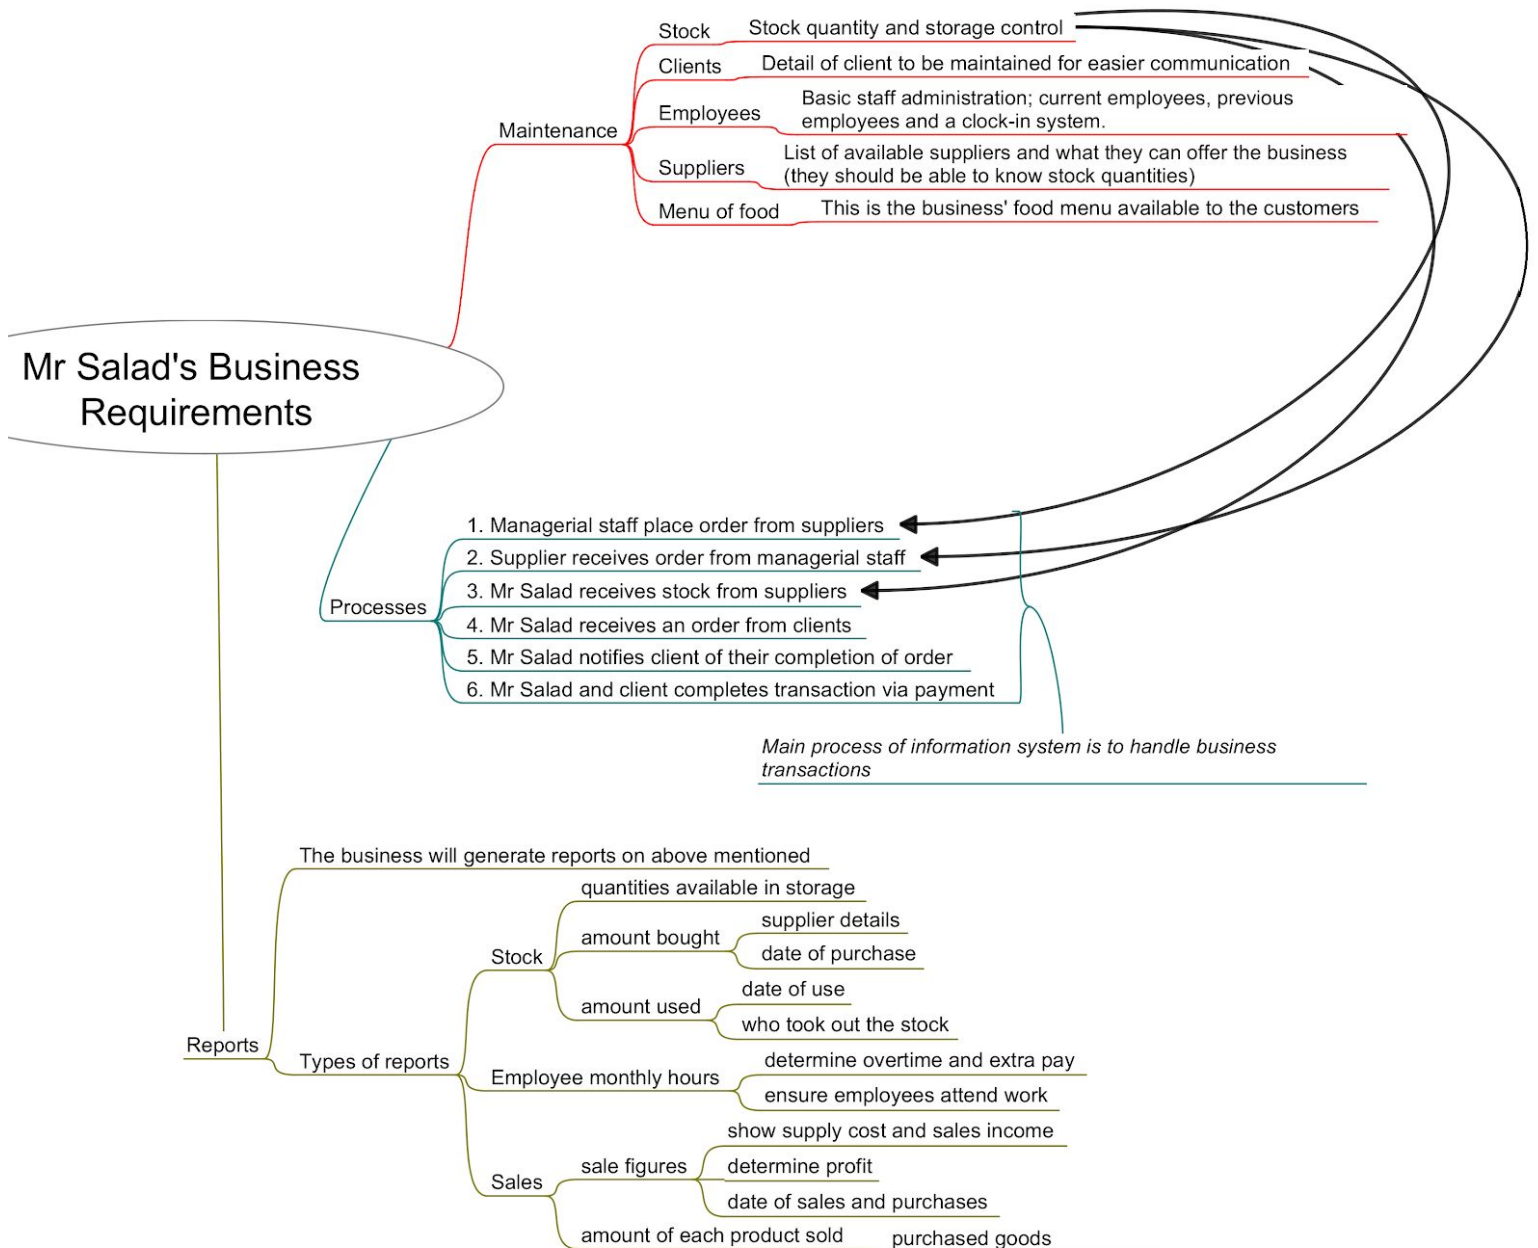 Stock
Stock quantity and storage control
Clients
Detail of client to be maintained for easier communication
Employees
Basic staff administration; current employees, previous
employees and a clock-in system.
Maintenance
Suppliers
List of available suppliers and what they can offer the business
(they should be able to know stock quantities)
Menu of food
This is the business' food menu available to the customers
Mr Salad's Business
Requirements
Processes
1. Managerial staff place order from suppliers
2. Supplier receives order from managerial staff
3. Mr Salad receives stock from suppliers
4. Mr Salad receives an order from clients
5. Mr Salad notifies client of their completion of order
6. Mr Salad and client completes transaction via payment
Main process of information system is to handle business
transactions
Reports
The business will generate reports on above mentioned
Types of reports
Stock
quantities available in storage
amount bought
supplier details
date of purchase
amount used
date of use
who took out the stock
Employee monthly hours
determine overtime and extra pay
ensure employees attend work
Sales
sale figures
show supply cost and sales income
determine profit
date of sales and purchases
amount of each product sold
purchased goods